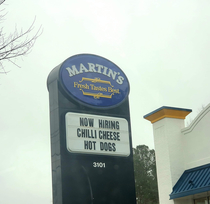 MARTIN'S
Fresh Tastes Best
NOW HIRING
CHILLI CHEESE
HOT DOGS
3101